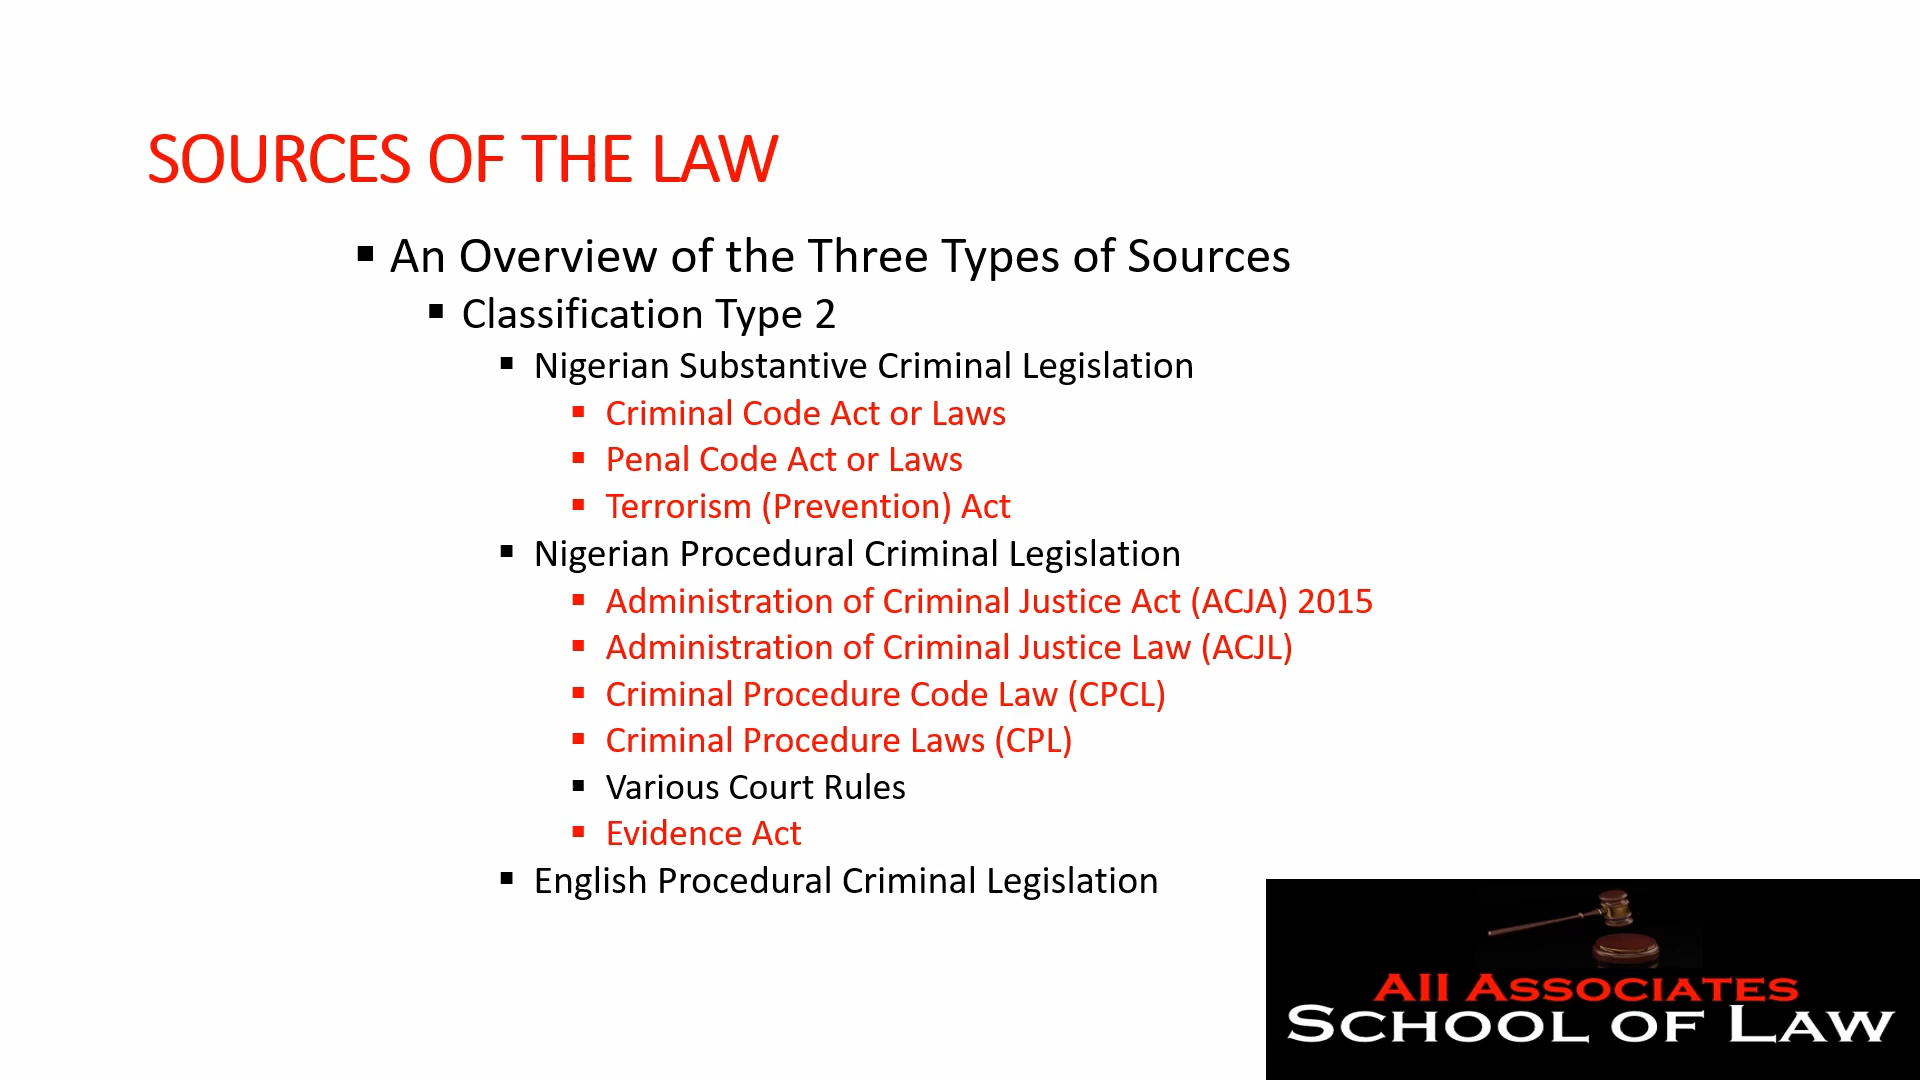 SOURCES OF THE LAW
▪ An Overview of the Three Types of Sources
▪ Classification Type 2
▪ Nigerian Substantive Criminal Legislation
▪ Criminal Code Act or Laws
▪ Penal Code Act or Laws
▪ Terrorism (Prevention) Act
▪ Nigerian Procedural Criminal Legislation
▪ Administration of Criminal Justice Act (ACJA) 2015
▪ Administration of Criminal Justice Law (ACJL)
▪ Criminal Procedure Code Law (CPCL)
▪ Criminal Procedure Laws (CPL)
▪ Various Court Rules
▪ Evidence Act
▪ English Procedural Criminal Legislation
All Associates
School of Law